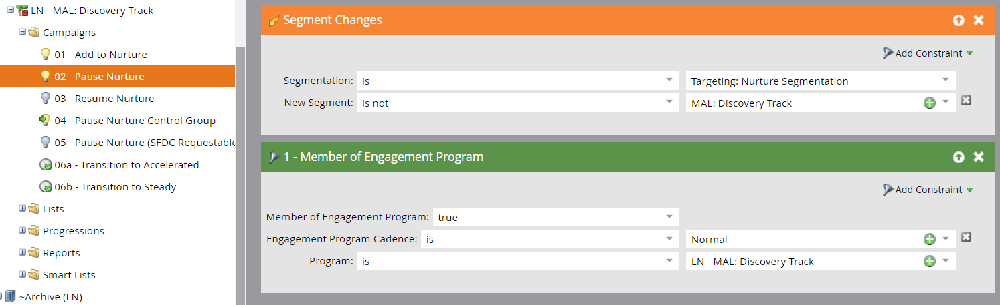 LN - MAL: Discovery Track
Campaigns
01 - Add to Nurture
02 - Pause Nurture
03 - Resume Nurture
04 - Pause Nurture Control Group
05 - Pause Nurture (SFDC Requestable
06a - Transition to Accelerated
06b - Transition to Steady
Lists
Progressions
Reports
Smart Lists
~Archive (LN)
Segment Changes
Add Constraint
Segmentation: is Targeting: Nurture Segmentation
New Segment: is not MAL: Discovery Track
1 - Member of Engagement Program
Add Constraint
Member of Engagement Program: true
Engagement Program Cadence: is Normal
Program: is LN - MAL: Discovery Track